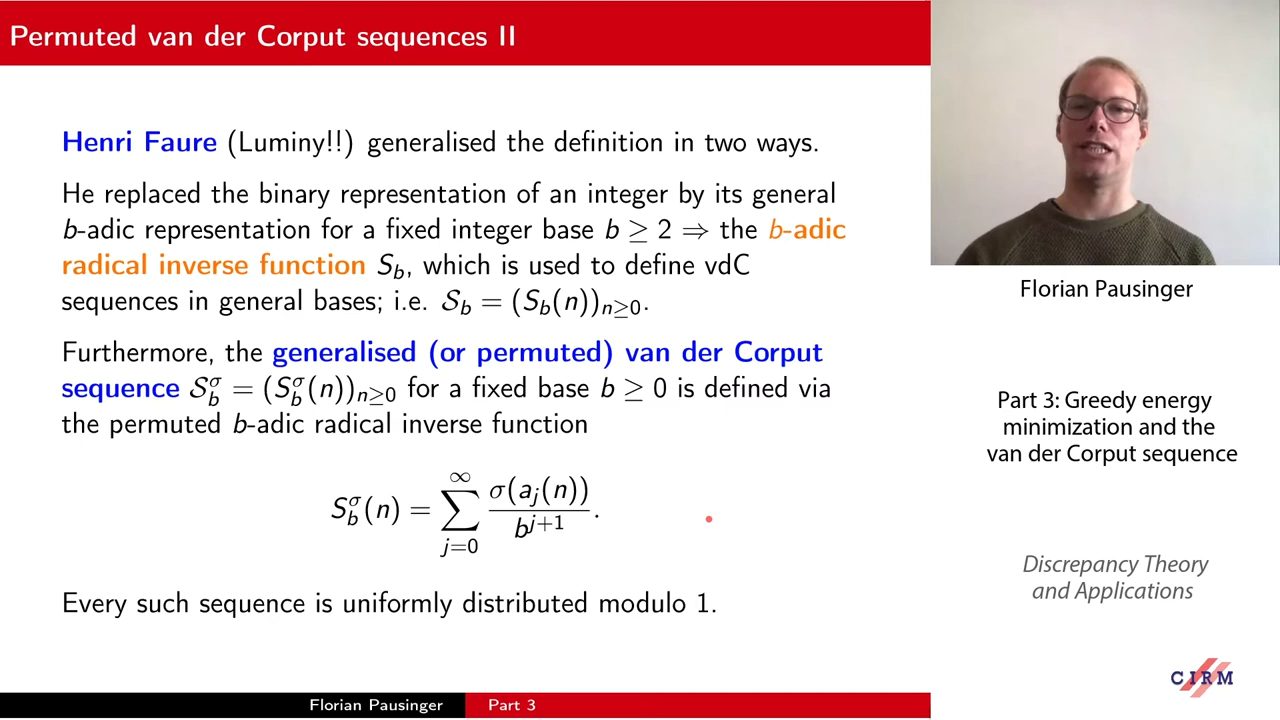 Permuted van der Corput sequences II
Henri Faure (Luminy!!) generalised the definition in two ways.
He replaced the binary representation of an integer by its general
b-adic representation for a fixed integer base b ≥ 2 ⇒ the b-adic
radical inverse function S_b, which is used to define vdC
sequences in general bases; i.e. 𝒮_b = (S_b(n))_{n≥0}.
Furthermore, the generalised (or permuted) van der Corput
sequence 𝒮_b^σ = (S_b^σ(n))_{n≥0} for a fixed base b ≥ 0 is defined via
the permuted b-adic radical inverse function
S_b^σ(n) = ∑_{j=0}^{∞} σ(a_j(n)) / b^{j+1}.
Every such sequence is uniformly distributed modulo 1.
Florian Pausinger Part 3
Florian Pausinger
Part 3: Greedy energy
minimization and the
van der Corput sequence
Discrepancy Theory
and Applications
CIRM